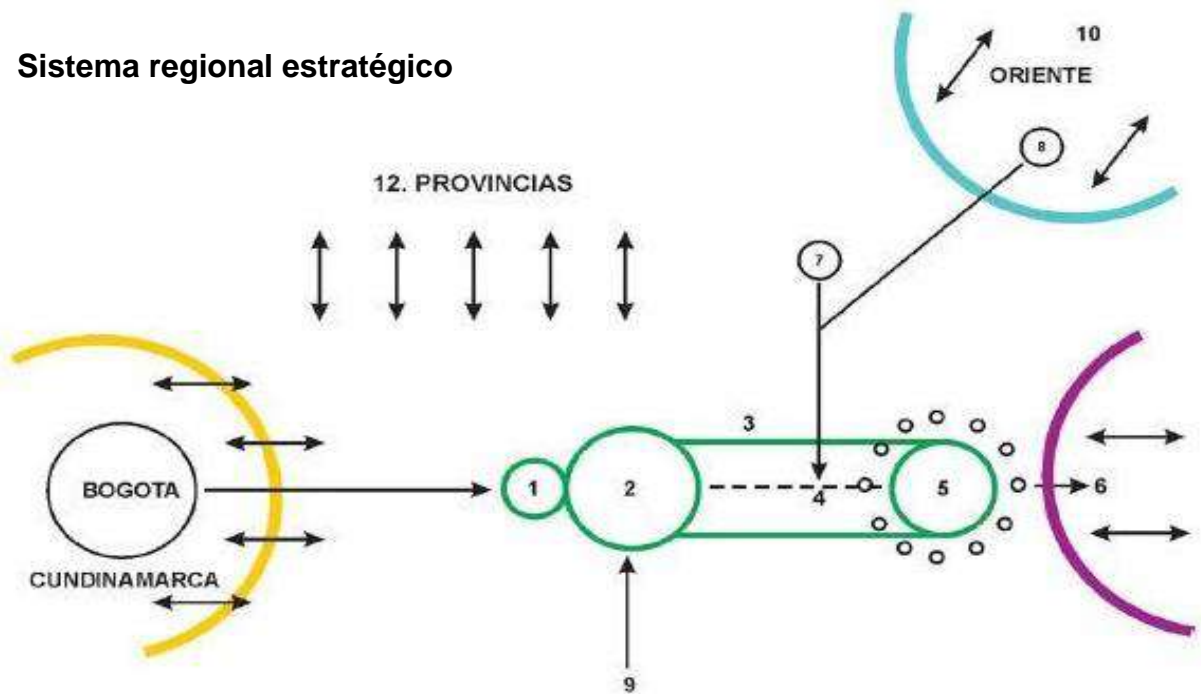 Sistema regional estratégico
10
ORIENTE
8
12. PROVINCIAS
7
3
BOGOTA
1
2
4
5
6
CUNDINAMARCA
9